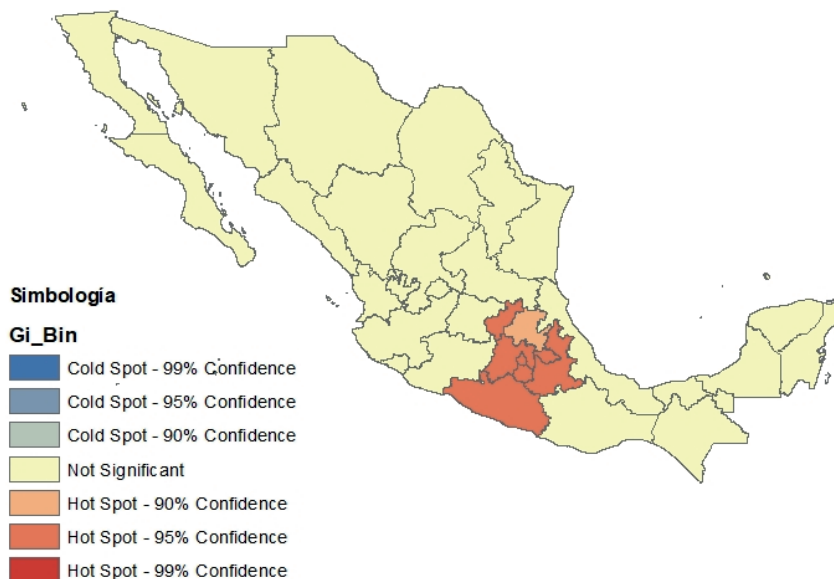 Simbología
Gi_Bin
Cold Spot - 99% Confidence
Cold Spot - 95% Confidence
Cold Spot - 90% Confidence
Not Significant
Hot Spot - 90% Confidence
Hot Spot - 95% Confidence
Hot Spot - 99% Confidence